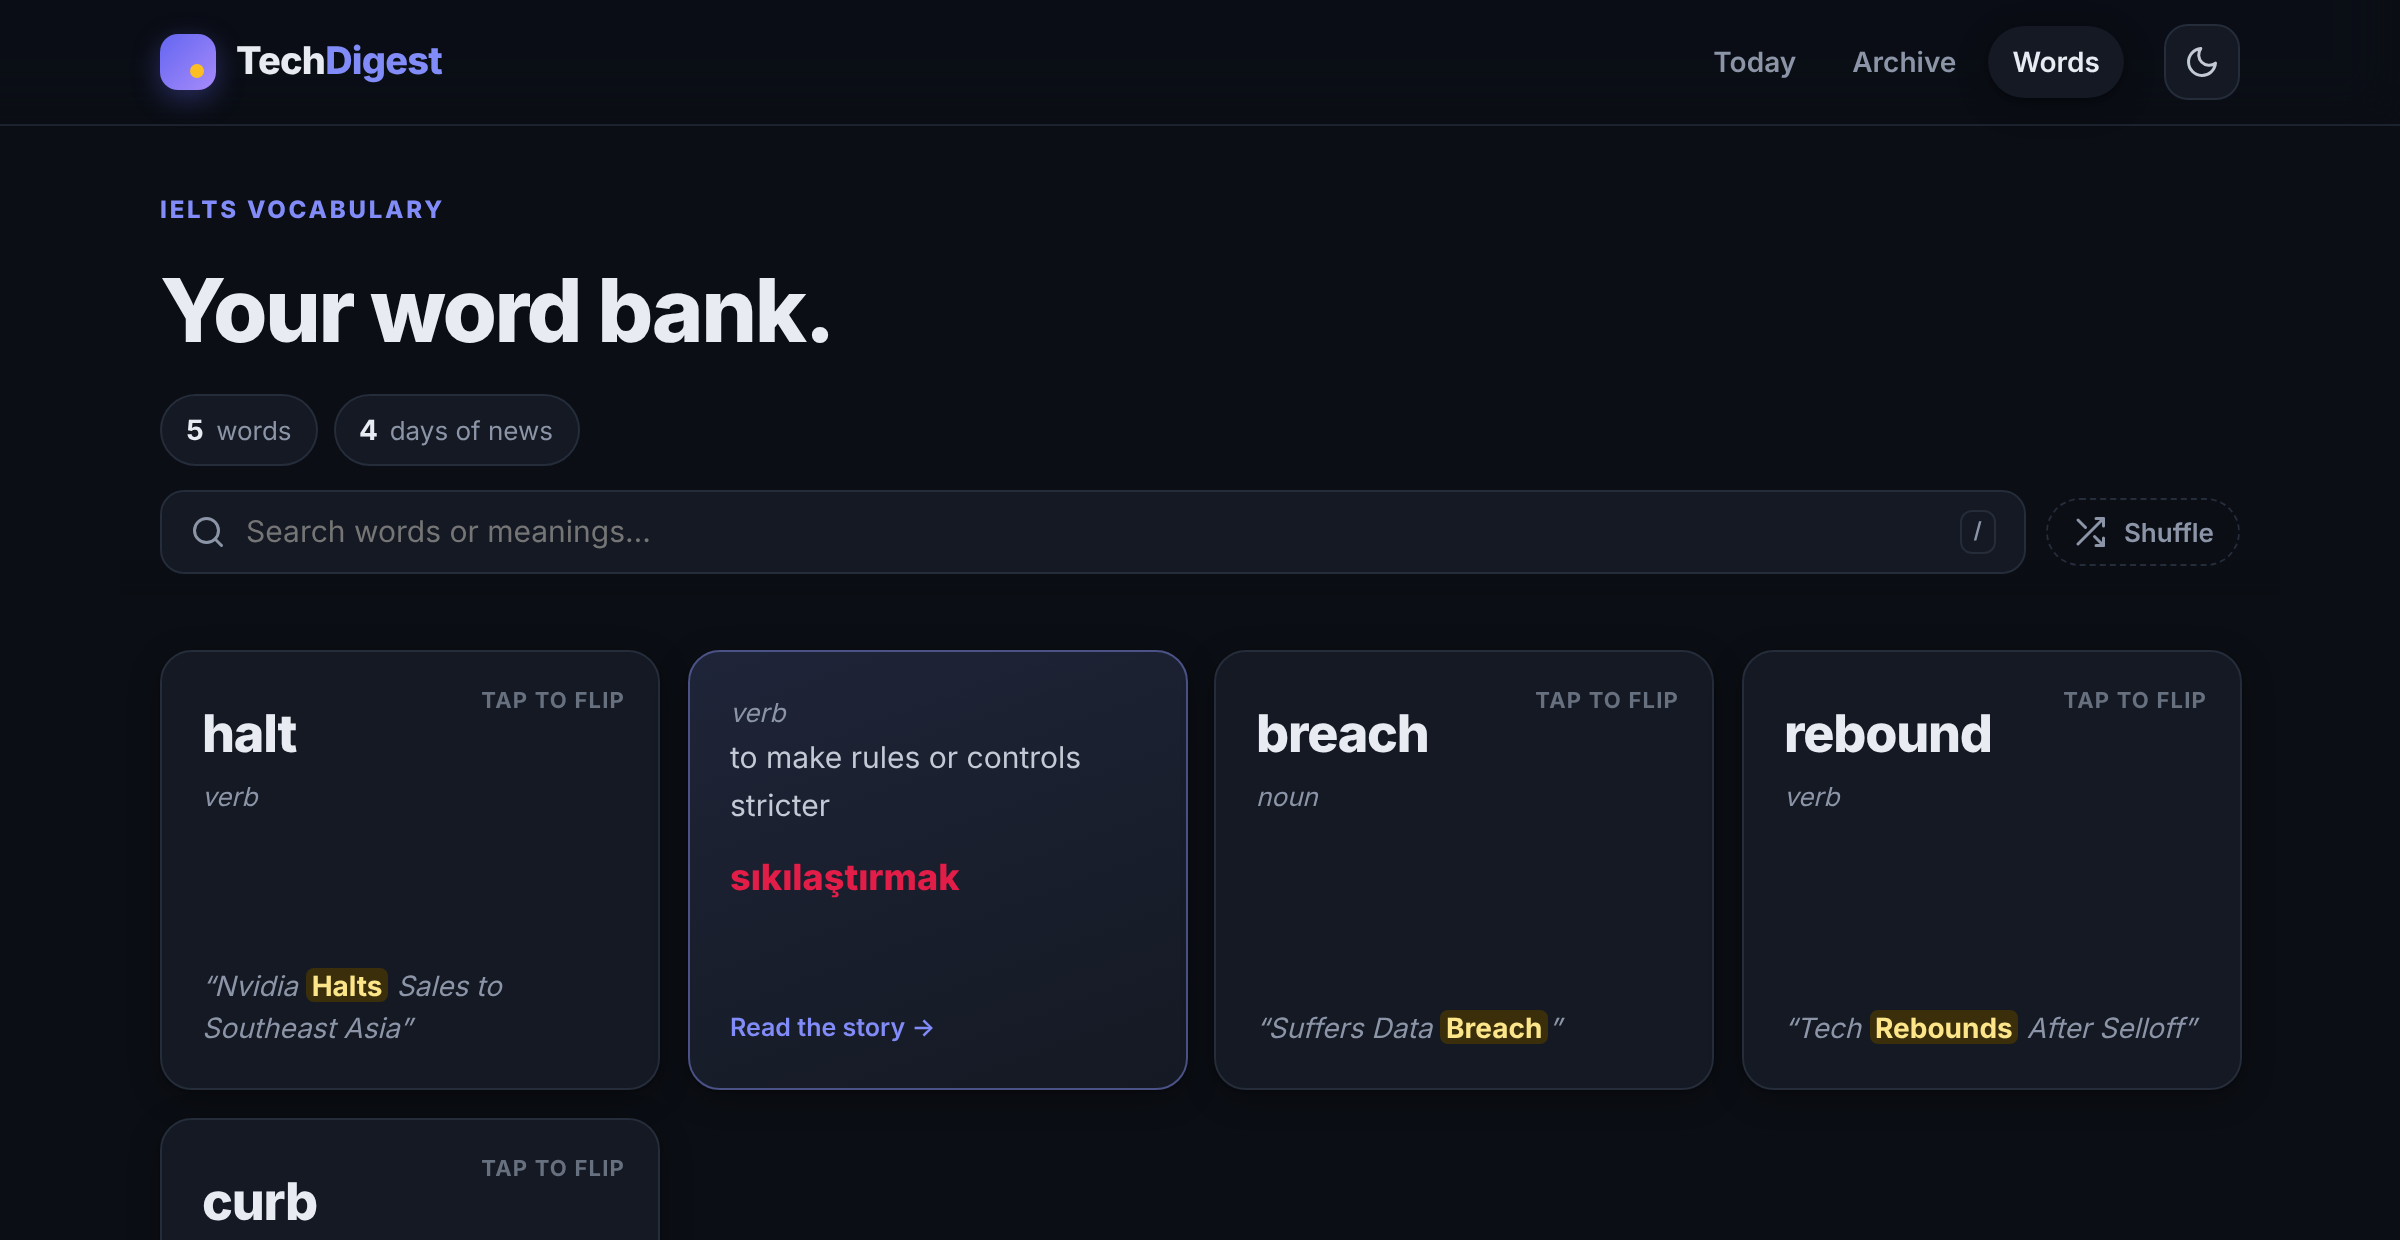 TechDigest
Today
Archive
Words
IELTS VOCABULARY
Your word bank.
5 words
4 days of news
Search words or meanings...
/
Shuffle
TAP TO FLIP
halt
verb
“Nvidia Halts Sales to
Southeast Asia”
verb
to make rules or controls
stricter
sıkılaştırmak
Read the story →
TAP TO FLIP
breach
noun
“Suffers Data Breach”
TAP TO FLIP
rebound
verb
“Tech Rebounds After Selloff”
TAP TO FLIP
curb